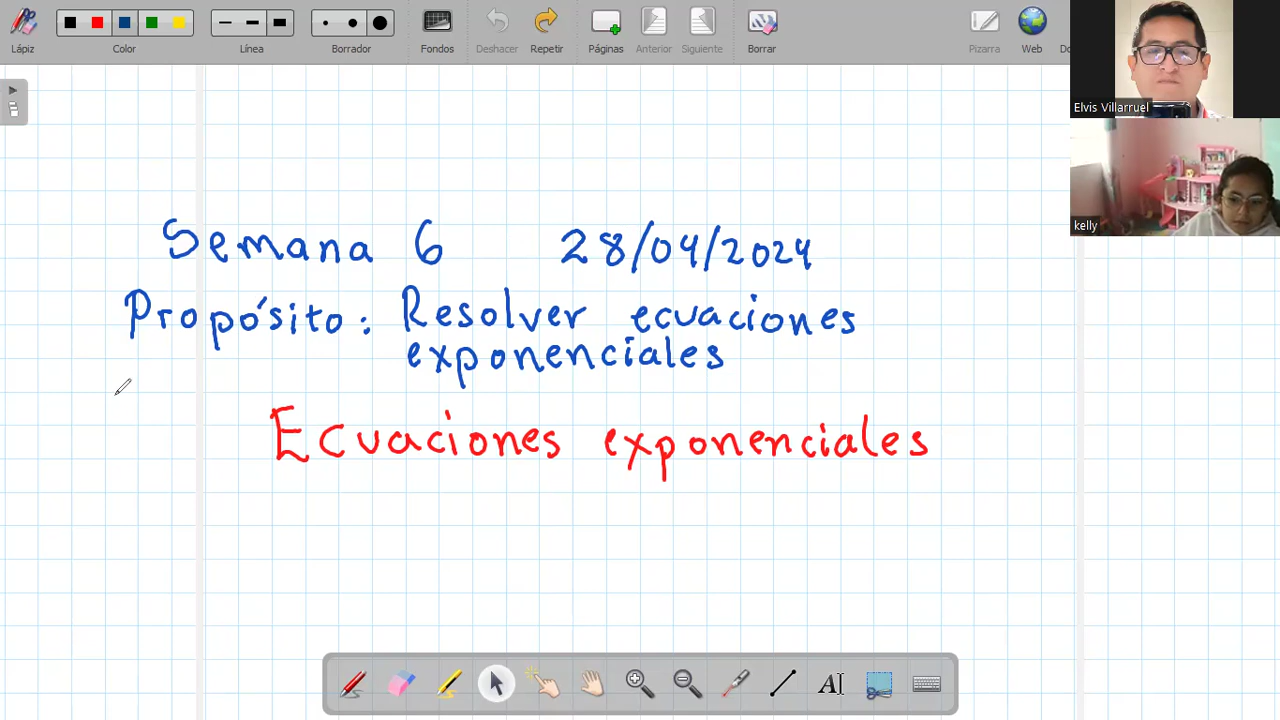 Lápiz Color Línea Borrador Fondos Deshacer Repetir Páginas Anterior Siguiente Borrar Pizarra Web
Elvis Villarruel
kelly
Semana 6 28/04/2024
Propósito: Resolver ecuaciones
exponenciales
Ecuaciones exponenciales